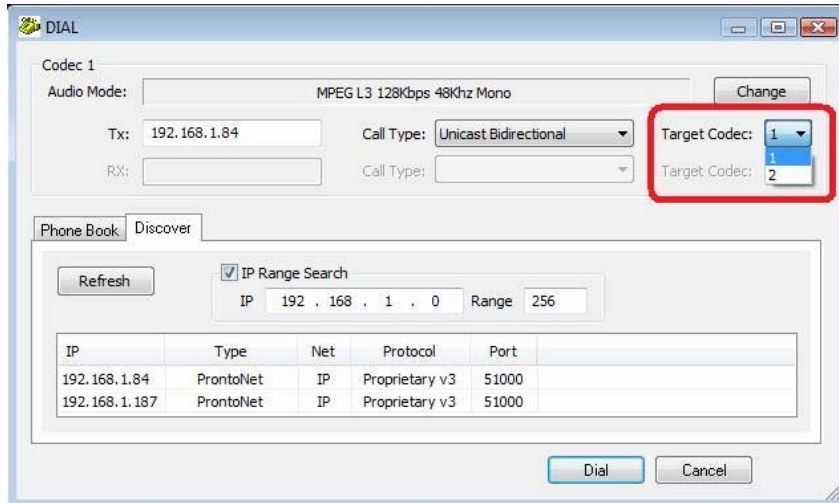 DIAL
Codec 1
Audio Mode: MPEG L3 128Kbps 48Khz Mono Change
Tx: 192.168.1.84 Call Type: Unicast Bidirectional Target Codec: 1
1
RX: Call Type: Target Codec: 2
Phone Book Discover
Refresh IP Range Search
IP 192 . 168 . 1 . 0 Range 256
IP Type Net Protocol Port
192.168.1.84 ProntoNet IP Proprietary v3 51000
192.168.1.187 ProntoNet IP Proprietary v3 51000
Dial Cancel